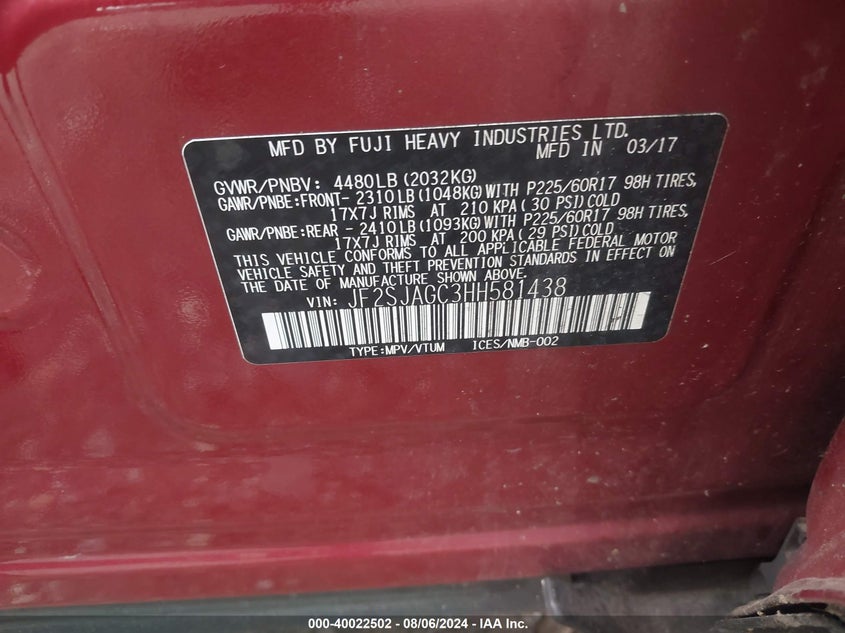 MFD BY FUJI HEAVY INDUSTRIES LTD.
MFD IN 03/17
GVWR/PNBV: 4480LB(2032KG)
GAWR/PNBE:FRONT- 2310LB(1048KG)WITH P225/60R17 98H TIRES,
17X7J RIMS AT 210 KPA(30 PSI)COLD
GAWR/PNBE:REAR - 2410LB(1093KG)WITH P225/60R17 98H TIRES,
17X7J RIMS AT 200 KPA(29 PSI)COLD
THIS VEHICLE CONFORMS TO ALL APPLICABLE FEDERAL MOTOR
VEHICLE SAFETY AND THEFT PREVENTION STANDARDS IN EFFECT ON
THE DATE OF MANUFACTURE SHOWN ABOVE.
VIN: JF2SJAGC3HH581438
TYPE:MPV/VTUM ICES/NMB-002
000-40022502 - 08/06/2024 - IAA Inc.